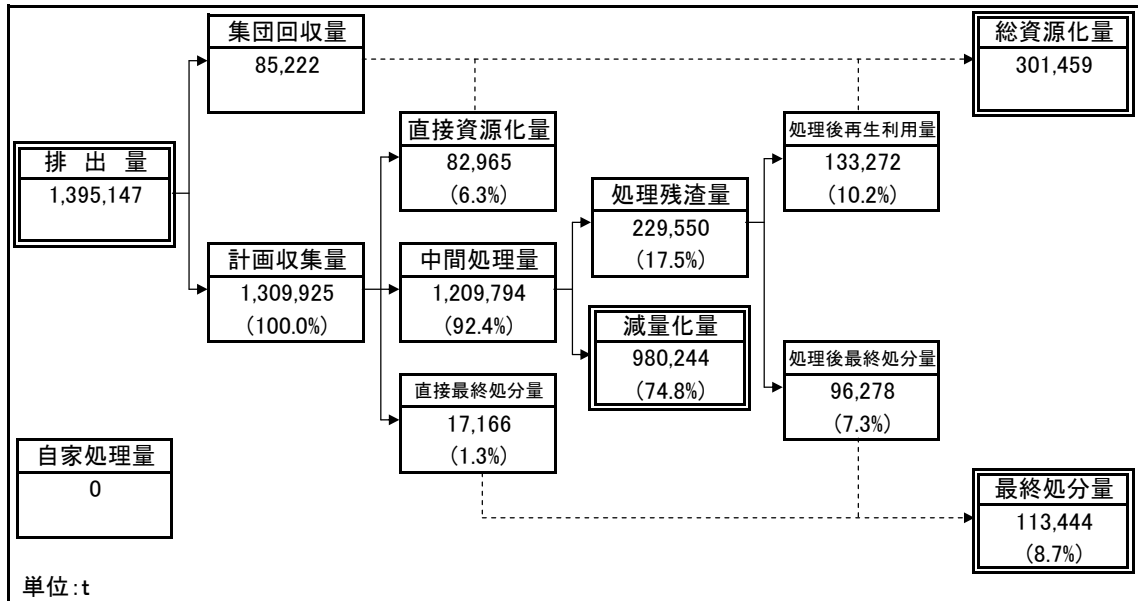 集団回収量
85,222
総資源化量
301,459
排 出 量
1,395,147
直接資源化量
82,965
(6.3%)
処理後再生利用量
133,272
(10.2%)
処理残渣量
229,550
(17.5%)
計画収集量
1,309,925
(100.0%)
中間処理量
1,209,794
(92.4%)
減量化量
980,244
(74.8%)
直接最終処分量
17,166
(1.3%)
処理後最終処分量
96,278
(7.3%)
自家処理量
0
最終処分量
113,444
(8.7%)
単位:t